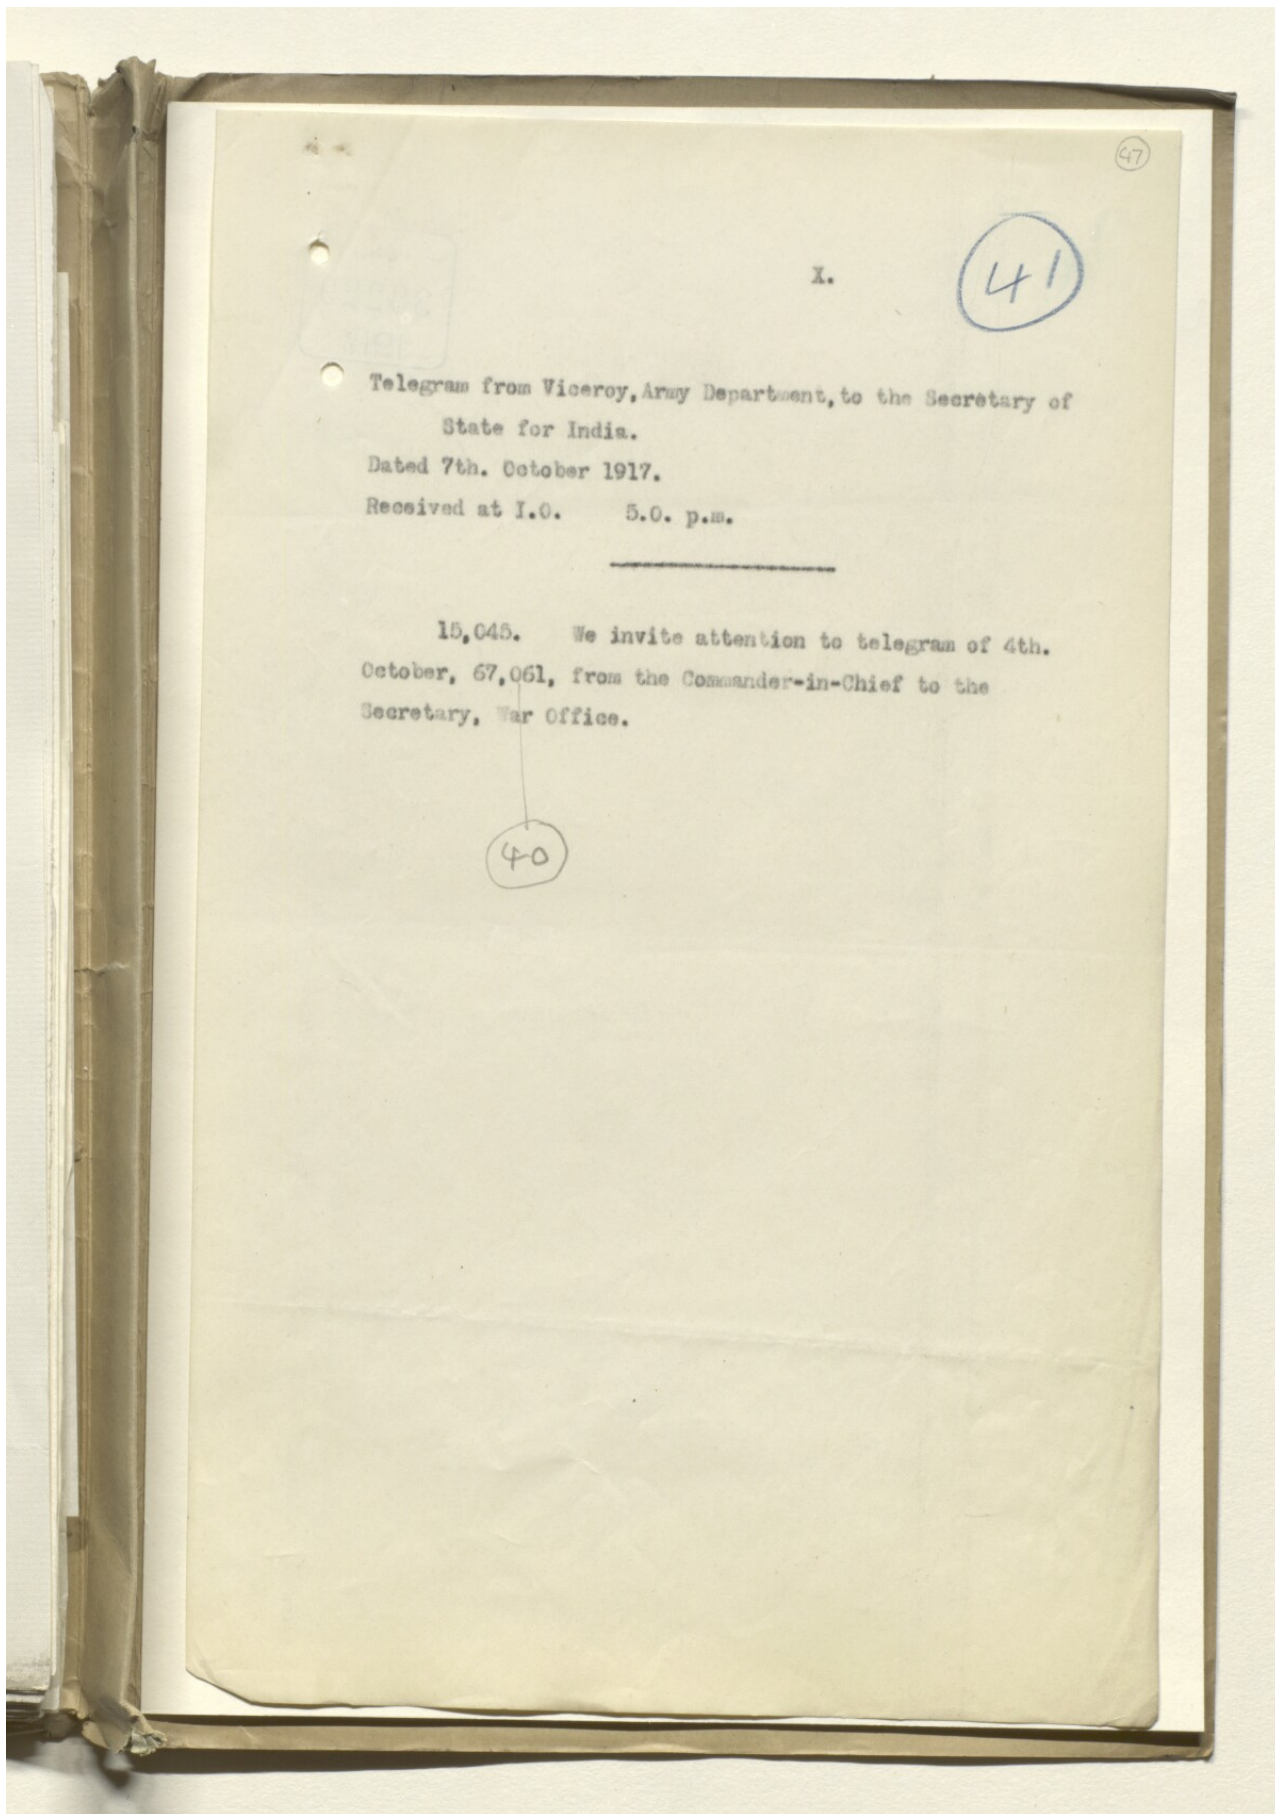 47
41
X.
Telegram from Viceroy, Army Department, to the Secretary of
State for India.
Dated 7th. October 1917.
Received at I.O. 5.0. p.m.
15,045. We invite attention to telegram of 4th.
October, 67,061, from the Commander-in-Chief to the
Secretary, War Office.
40